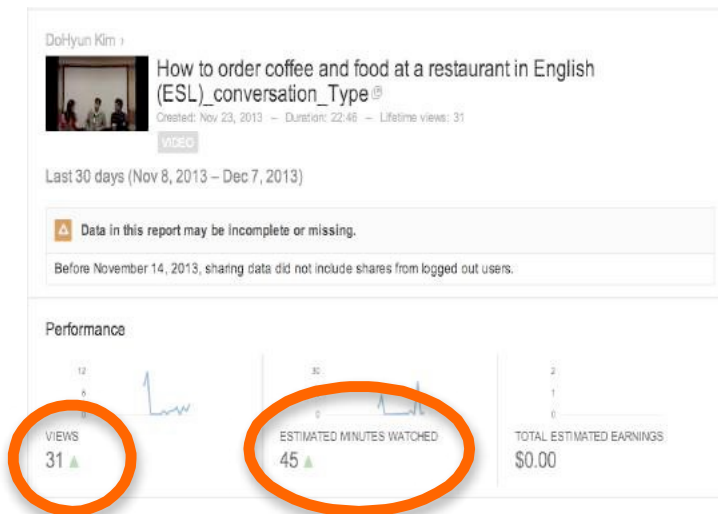 DoHyun Kim ›
How to order coffee and food at a restaurant in English
(ESL)_conversation_Type
Created: Nov 23, 2013 – Duration: 22:46 – Lifetime views: 31
VIDEO
Last 30 days (Nov 8, 2013 – Dec 7, 2013)
Data in this report may be incomplete or missing.
Before November 14, 2013, sharing data did not include shares from logged out users.
Performance
12
6
0
30
0
2
1
0
VIEWS
31
ESTIMATED MINUTES WATCHED
45
TOTAL ESTIMATED EARNINGS
$0.00